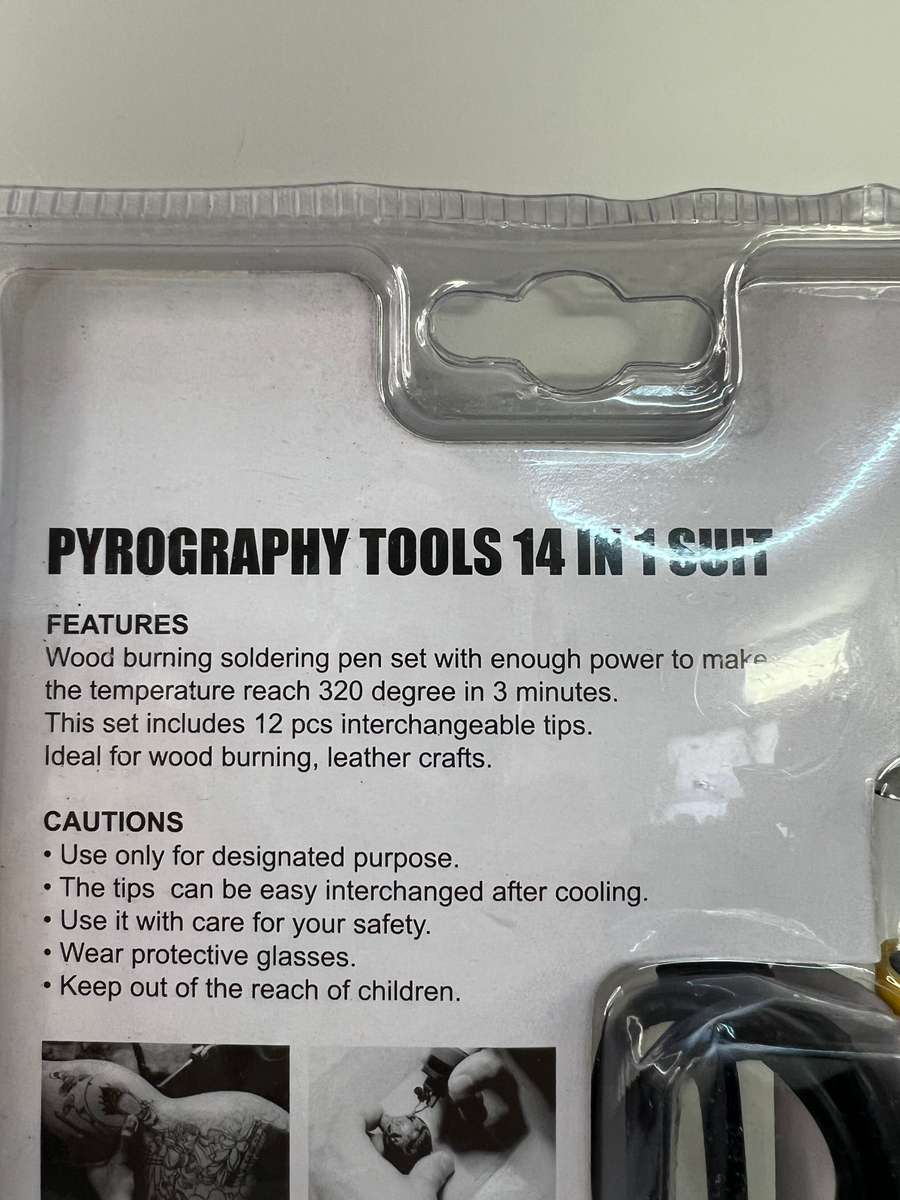 PYROGRAPHY TOOLS 14 IN 1 SUIT
FEATURES
Wood burning soldering pen set with enough power to make
the temperature reach 320 degree in 3 minutes.
This set includes 12 pcs interchangeable tips.
Ideal for wood burning, leather crafts.
CAUTIONS
• Use only for designated purpose.
• The tips  can be easy interchanged after cooling.
• Use it with care for your safety.
• Wear protective glasses.
• Keep out of the reach of children.